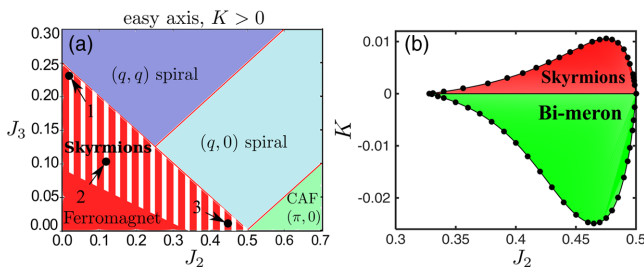 easy axis, K > 0
(a)
0.30
0.25
0.20
0.15
0.10
0.05
0.00
J₃
(q, q) spiral
(q, 0) spiral
1
Skyrmions
2
3
Ferromagnet
CAF
(π, 0)
0.0 0.1 0.2 0.3 0.4 0.5 0.6 0.7
J₂
(b)
0.01
0
-0.01
-0.02
K
Skyrmions
Bi-meron
0.3 0.35 0.4 0.45 0.5
J₂